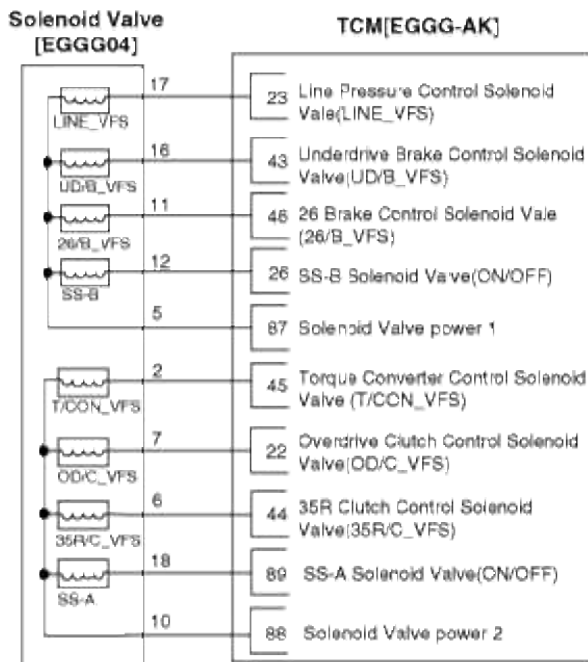 Solenoid Valve
[EGGG04]
TCM[EGGG-AK]
17
LINE_VFS
23 Line Pressure Control Solenoid
Vale(LINE_VFS)
16
UD/B_VFS
43 Underdrive Brake Control Solenoid
Valve(UD/B_VFS)
11
26/B_VFS
46 26 Brake Control Solenoid Vale
(26/B_VFS)
12
SS-B
26 SS-B Solenoid Valve(ON/OFF)
5
87 Solenoid Valve power 1
2
T/CON_VFS
45 Torque Converter Control Solenoid
Valve (T/CON_VFS)
7
OD/C_VFS
22 Overdrive Clutch Control Solenoid
Valve(OD/C_VFS)
6
35R/C_VFS
44 35R Clutch Control Solenoid
Valve(35R/C_VFS)
18
SS-A
89 SS-A Solenoid Valve(ON/OFF)
10
88 Solenoid Valve power 2